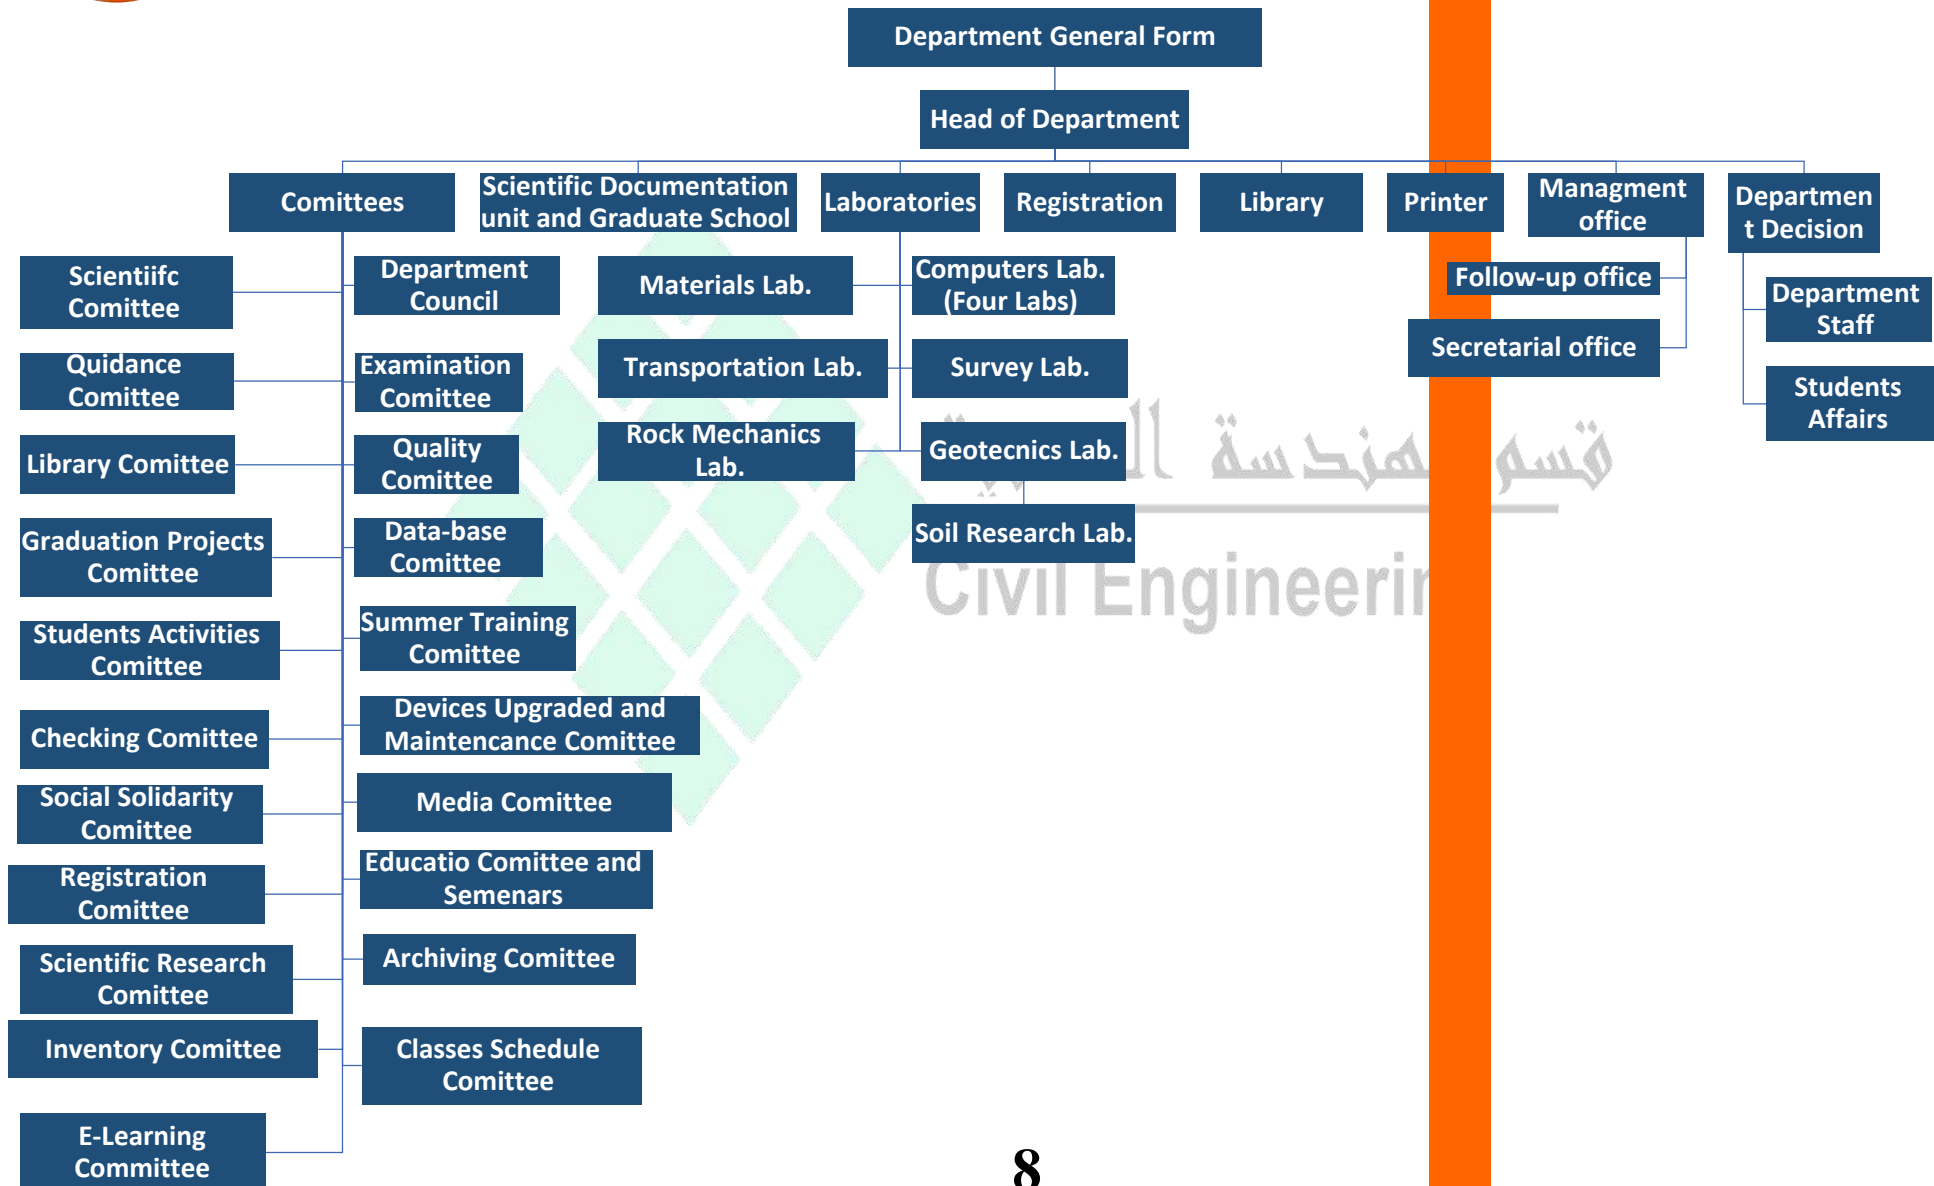 Department General Form
Head of Department
Comittees
Scientific Documentation
unit and Graduate School
Laboratories
Registration
Library
Printer
Managment
office
Departmen
t Decision
Scientiifc
Comittee
Department
Council
Quidance
Comittee
Examination
Comittee
Library Comittee
Quality
Comittee
Graduation Projects
Comittee
Data-base
Comittee
Students Activities
Comittee
Summer Training
Comittee
Checking Comittee
Devices Upgraded and
Maintencance Comittee
Social Solidarity
Comittee
Media Comittee
Registration
Comittee
Educatio Comittee and
Semenars
Scientific Research
Comittee
Archiving Comittee
Inventory Comittee
Classes Schedule
Comittee
E-Learning
Committee
Materials Lab.
Computers Lab.
(Four Labs)
Transportation Lab.
Survey Lab.
Rock Mechanics
Lab.
Geotecnics Lab.
Soil Research Lab.
Follow-up office
Secretarial office
Department
Staff
Students
Affairs
قسم هندسة
Civil Engineerin
8